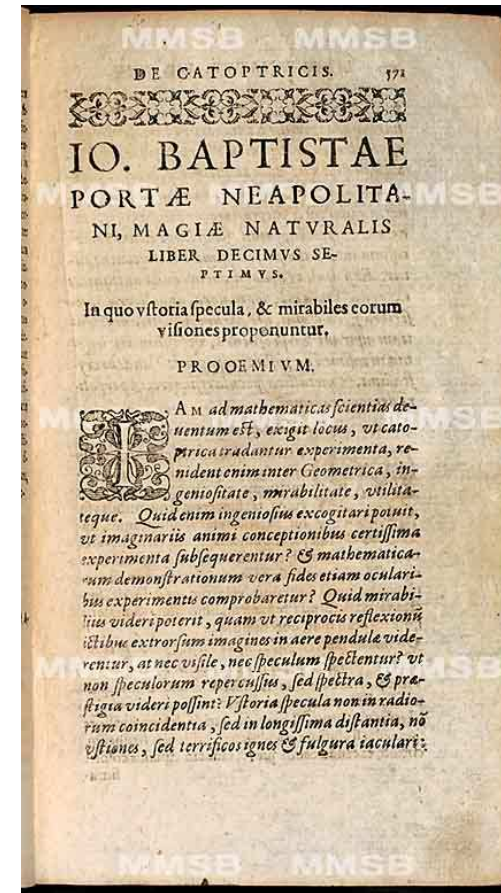 MMSB MMSB
DE CATOPTRICIS. 571
IO. BAPTISTAE
PORTÆ NEAPOLITA-
NI, MAGIÆ NATVRALIS
LIBER DECIMVS SE-
PTIMVS.
In quo vſtoria ſpecula, & mirabiles eorum
viſiones proponuntur.
PROOEMIVM.
IAM ad mathematicas ſcientias de-
uentum eſt, exigit locus, vt cato-
ptrica tradantur experimenta, re-
nident enim inter Geometrica, in-
genioſitate, mirabilitate, vtilita-
teque. Quid enim ingenioſius excogitari potuit,
vt imaginariis animi conceptionibus certiſſima
experimenta ſubſequerentur? & mathematica-
rum demonſtrationum vera fides etiam oculari-
bus experimentis comprobaretur? Quid mirabi-
lius videri poterit, quam vt reciprocis reflexionũ
ictibus extrorſum imagines in aere pendulæ vide-
rentur, at nec viſile, nec ſpeculum ſpectentur? vt
non ſpeculorum repercuſſus, ſed ſpectra, & præ-
ſtigia videri poſſint? Vſtoria ſpecula non in radio-
rum coincidentia, ſed in longiſſima diſtantia, nõ
vſtiones, ſed terrificos ignes & fulgura iaculari:
MMSB MMSB